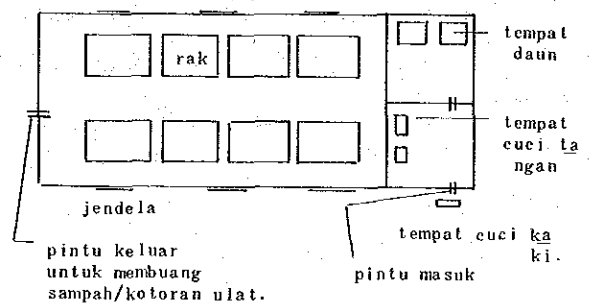 tempat
daun
rak
tempat
cuci ta
ngan
jendela
tempat cuci ka
ki.
pintu keluar
untuk membuang
sampah/kotoran ulat.
pintu masuk